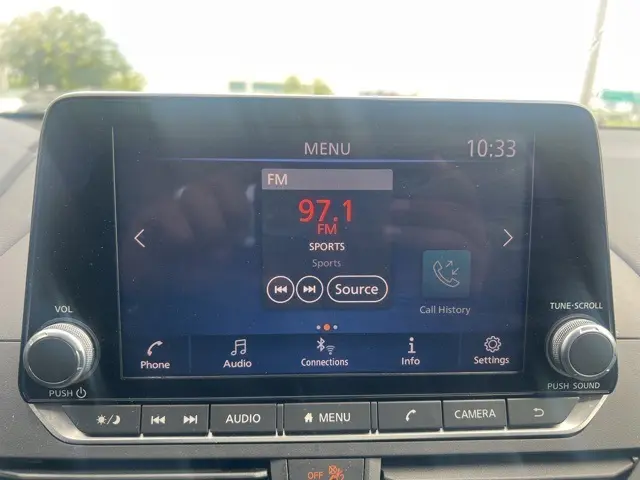 MENU 10:33
FM
97.1
FM
SPORTS
Sports
Source
Call History
VOL
TUNE·SCROLL
Phone Audio Connections Info Settings
PUSH
PUSH SOUND
AUDIO MENU CAMERA
OFF